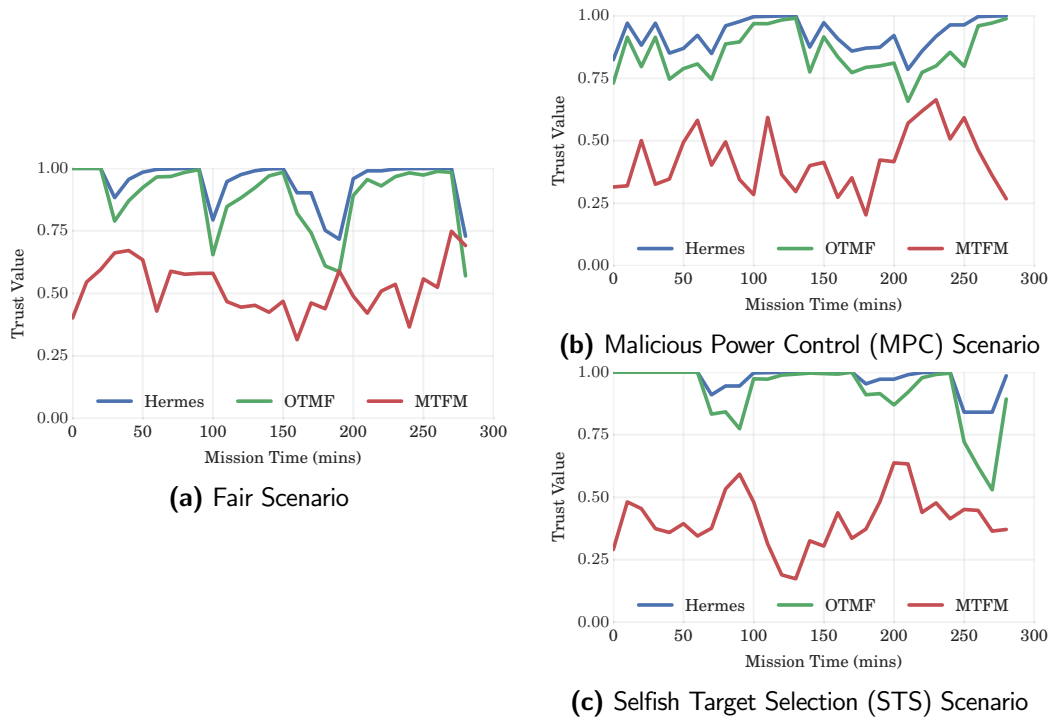 1.00
0.75
0.50
0.25
0.00
Trust Value
Hermes OTMF MTFM
0 50 100 150 200 250 300
Mission Time (mins)
(a) Fair Scenario
1.00
0.75
0.50
0.25
0.00
Trust Value
Hermes OTMF MTFM
0 50 100 150 200 250 300
Mission Time (mins)
(b) Malicious Power Control (MPC) Scenario
1.00
0.75
0.50
0.25
0.00
Trust Value
Hermes OTMF MTFM
0 50 100 150 200 250 300
Mission Time (mins)
(c) Selfish Target Selection (STS) Scenario